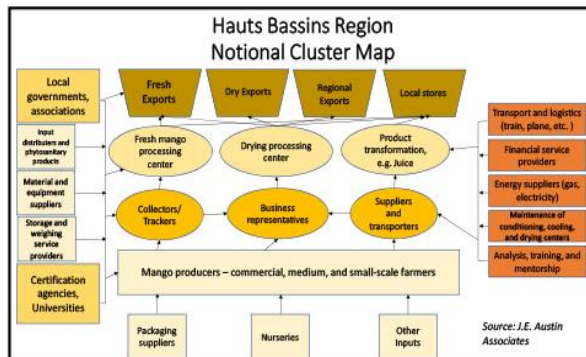 Hauts Bassins Region
Notional Cluster Map
Local
governments,
associations
Fresh
Exports
Dry Exports
Regional
Exports
Local stores
Input
distributers and
phytosanitary
products
Fresh mango
processing
center
Drying processing
center
Product
transformation,
e.g. Juice
Transport and logistics
(train, plane, etc. )
Financial service
providers
Material and
equipment
suppliers
Collectors/
Trackers
Business
representatives
Suppliers
and
transporters
Energy suppliers (gas,
electricity)
Storage and
weighing service
providers
Maintenance of
conditioning, cooling,
and drying centers
Analysis, training, and
mentorship
Certification
agencies,
Universities
Mango producers – commercial, medium, and small-scale farmers
Packaging
suppliers
Nurseries
Other
Inputs
Source: J.E. Austin
Associates